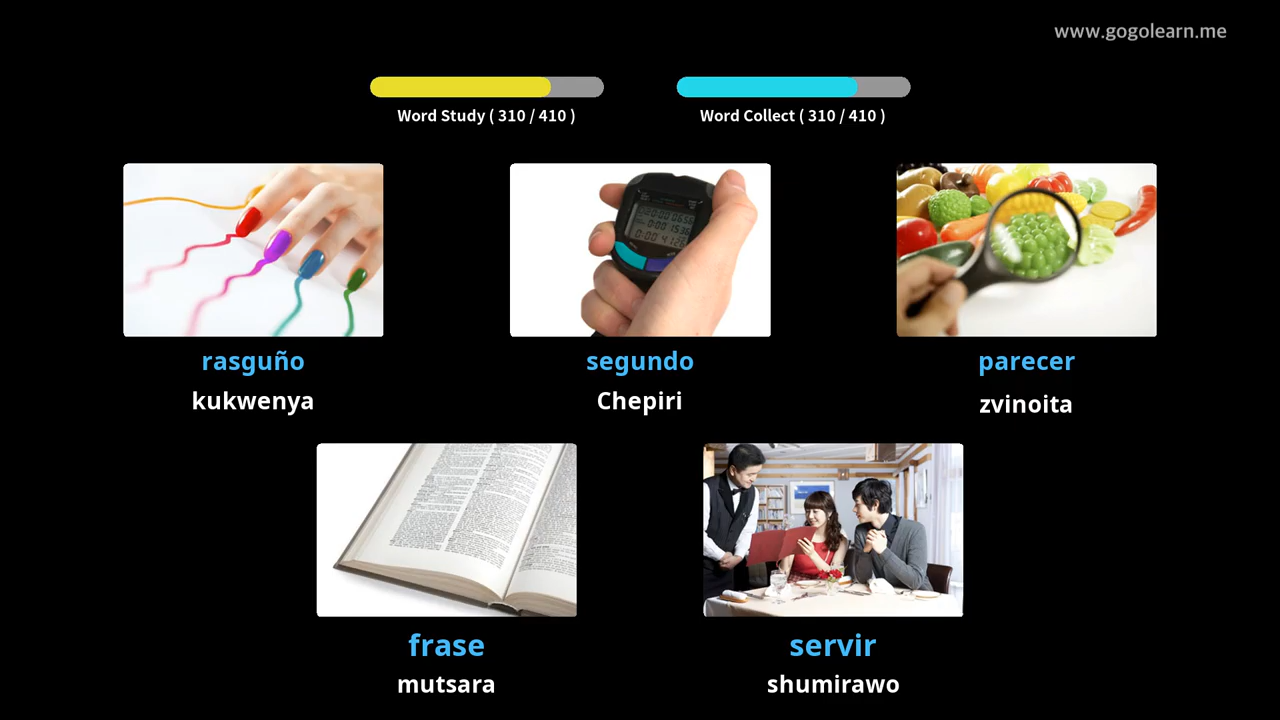 www.gogolearn.me
Word Study ( 310 / 410 )
Word Collect ( 310 / 410 )
rasguño
kukwenya
segundo
Chepiri
parecer
zvinoita
frase
mutsara
servir
shumirawo